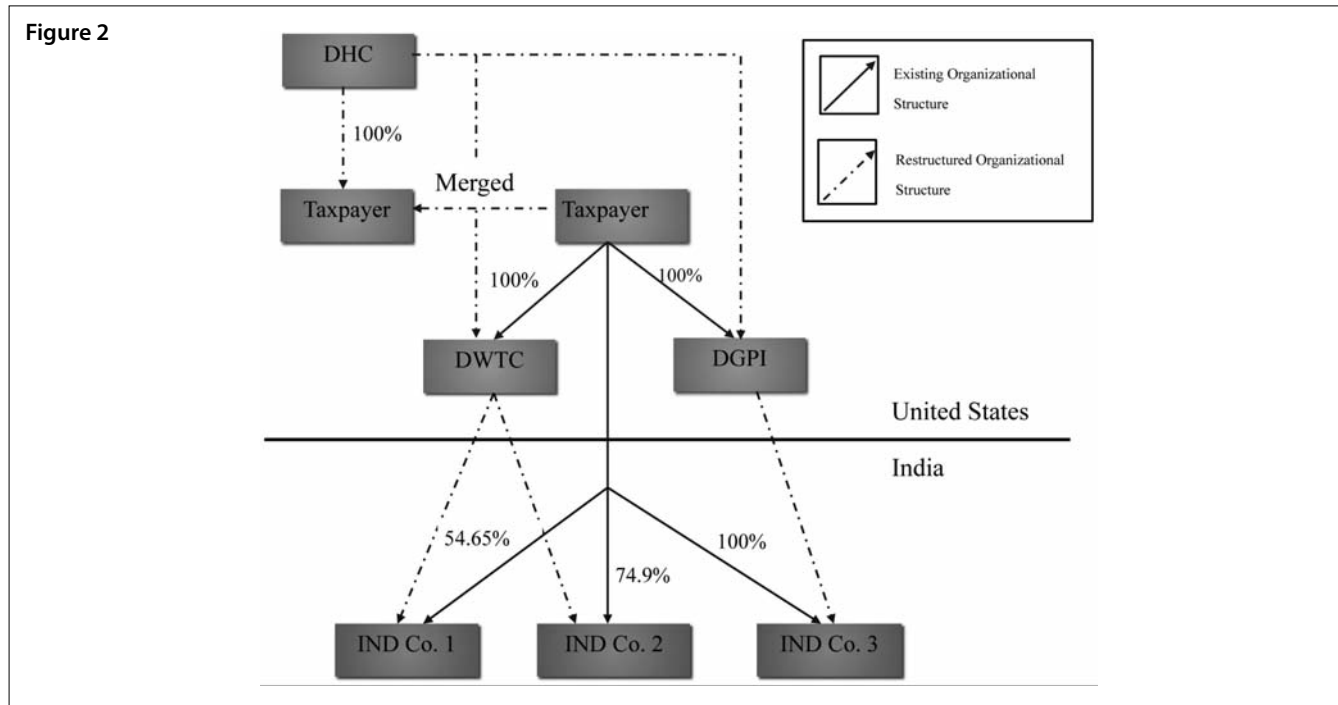 Figure 2
DHC
Existing Organizational
Structure
100%
Restructured Organizational
Structure
Merged
Taxpayer
Taxpayer
100%
100%
DWTC
DGPI
United States
India
54.65%
100%
74.9%
IND Co. 1
IND Co. 2
IND Co. 3